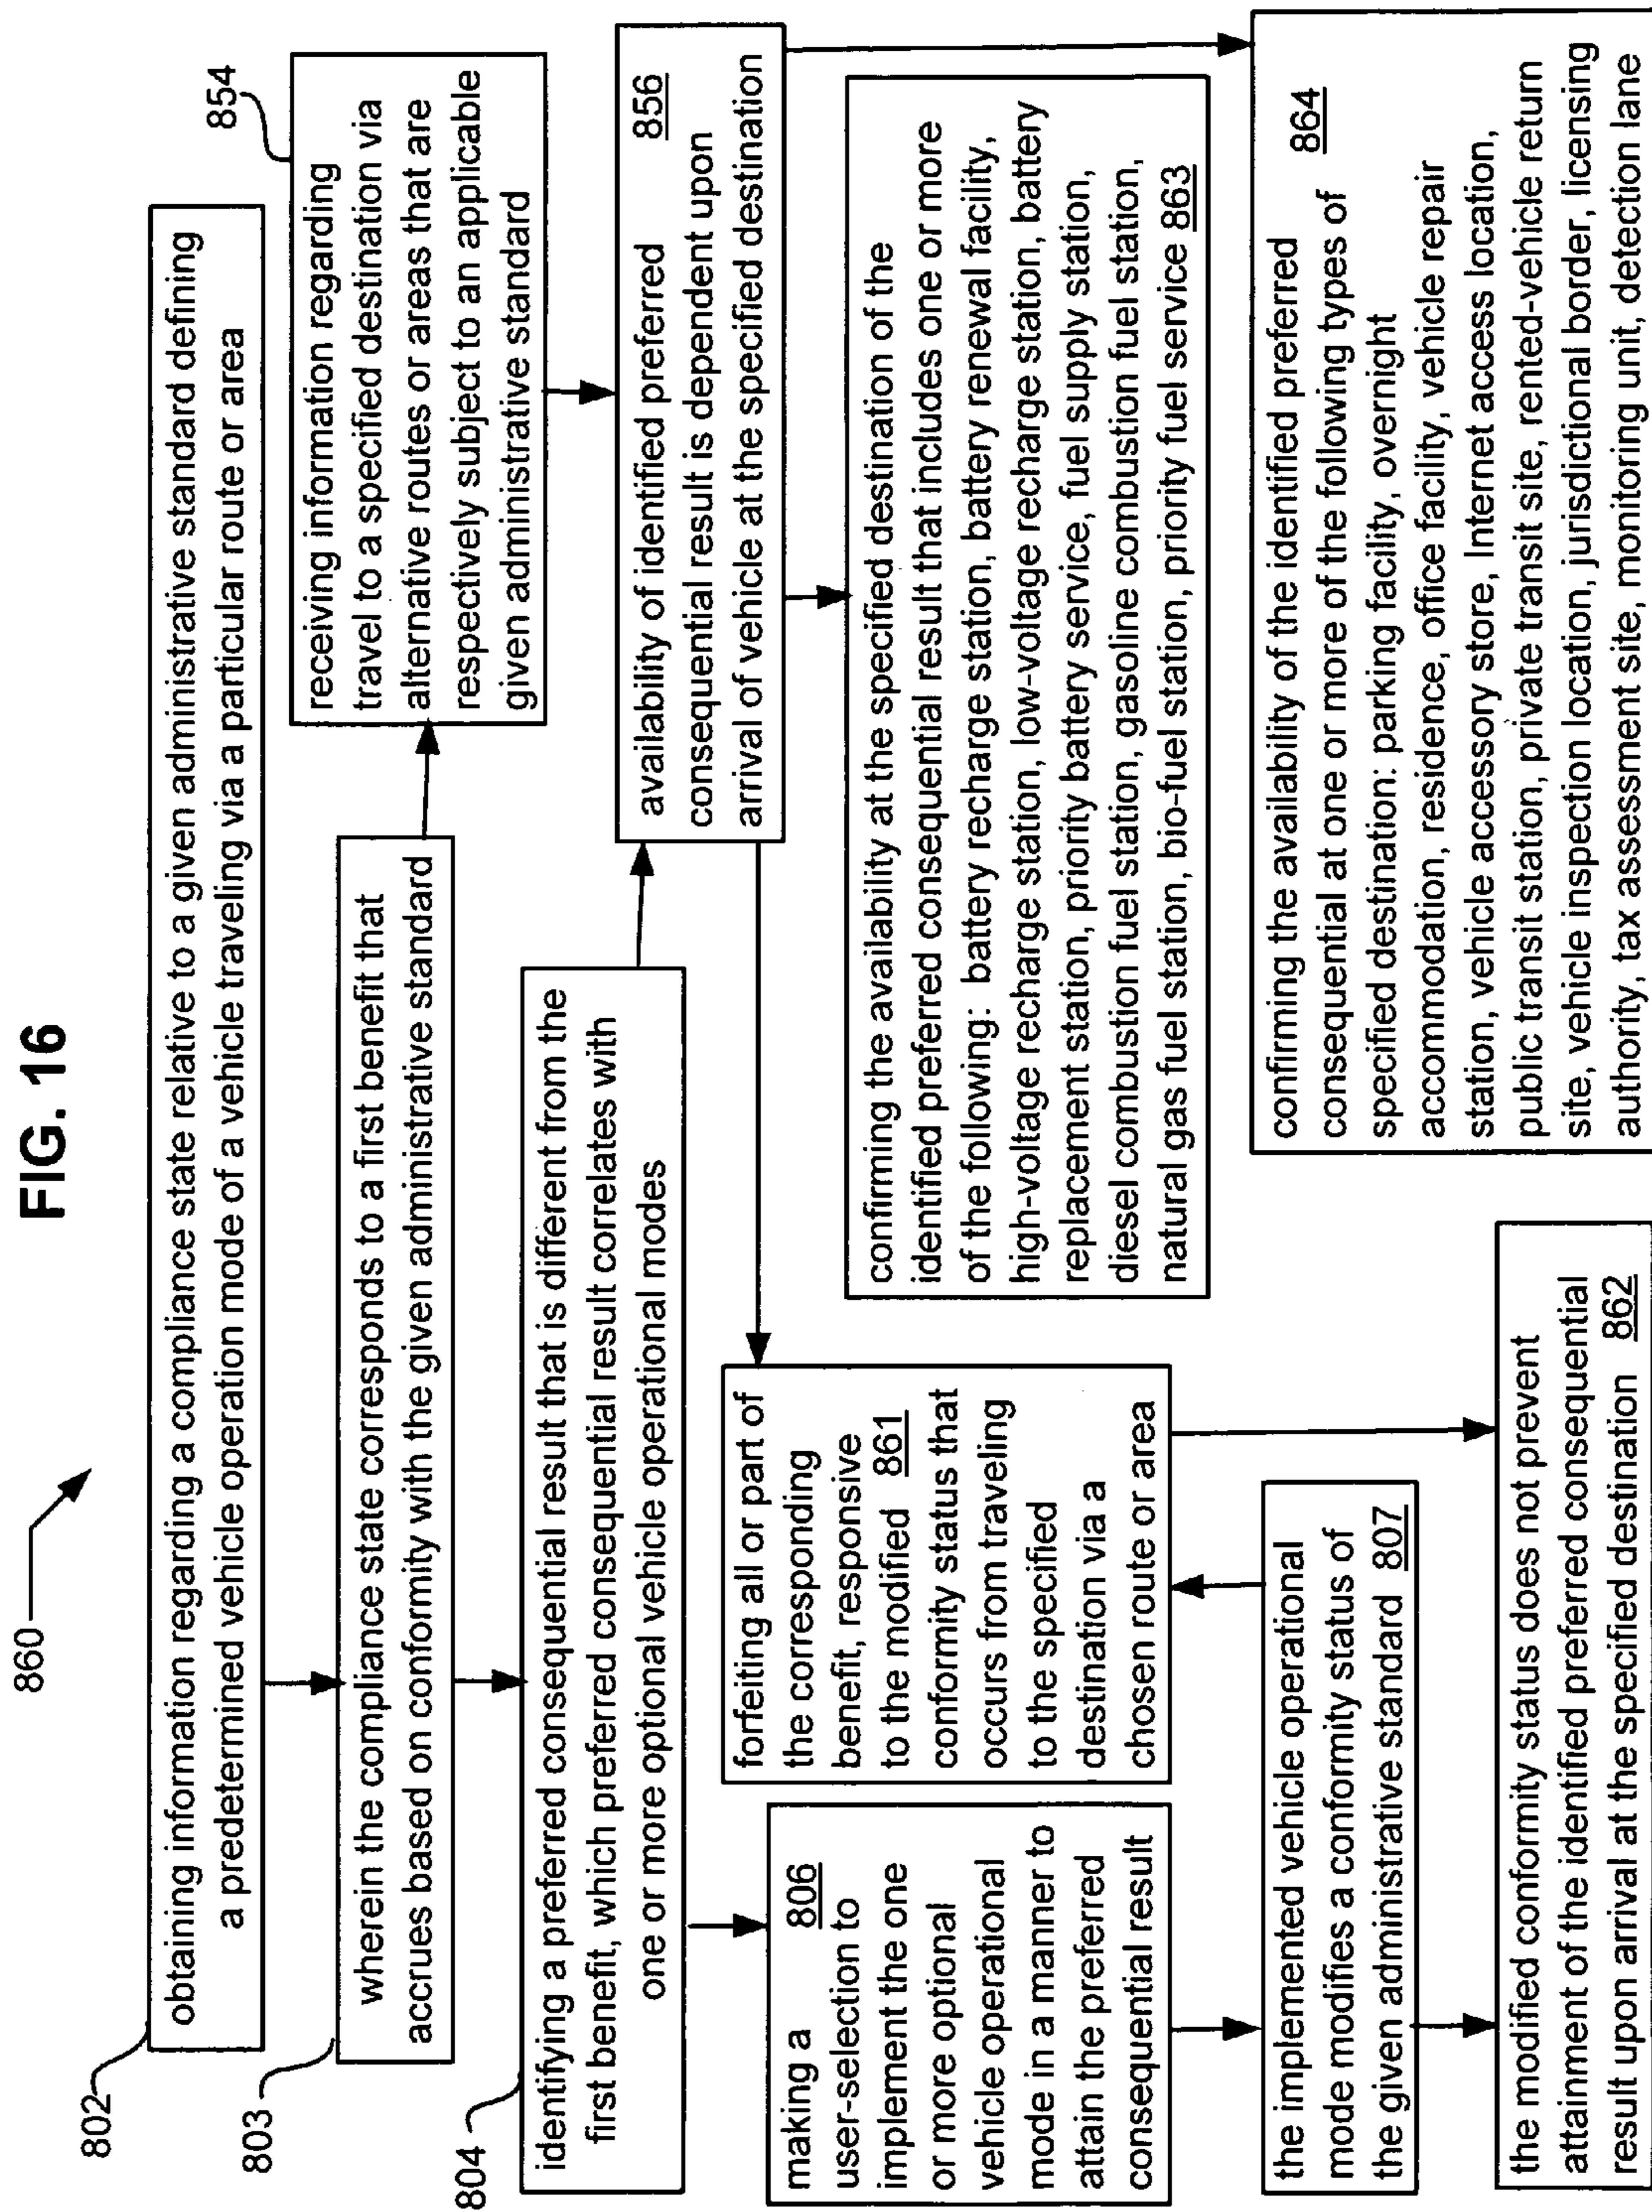 FIG. 16
860
802
obtaining information regarding a compliance state relative to a given administrative standard defining
a predetermined vehicle operation mode of a vehicle traveling via a particular route or area
803
wherein the compliance state corresponds to a first benefit that
accrues based on conformity with the given administrative standard
854
receiving information regarding
travel to a specified destination via
alternative routes or areas that are
respectively subject to an applicable
given administrative standard
804
identifying a preferred consequential result that is different from the
first benefit, which preferred consequential result correlates with
one or more optional vehicle operational modes
availability of identified preferred 856
consequential result is dependent upon
arrival of vehicle at the specified destination
making a 806
user-selection to
implement the one
or more optional
vehicle operational
mode in a manner to
attain the preferred
consequential result
forfeiting all or part of
the corresponding
benefit, responsive
to the modified 861
conformity status that
occurs from traveling
to the specified
destination via a
chosen route or area
confirming the availability at the specified destination of the
identified preferred consequential result that includes one or more
of the following: battery recharge station, battery renewal facility,
high-voltage recharge station, low-voltage recharge station, battery
replacement station, priority battery service, fuel supply station,
diesel combustion fuel station, gasoline combustion fuel station,
natural gas fuel station, bio-fuel station, priority fuel service 863
the implemented vehicle operational
mode modifies a conformity status of
the given administrative standard 807
confirming the availability of the identified preferred
consequential at one or more of the following types of 864
specified destination: parking facility, overnight
accommodation, residence, office facility, vehicle repair
station, vehicle accessory store, Internet access location,
public transit station, private transit site, rented-vehicle return
site, vehicle inspection location, jurisdictional border, licensing
authority, tax assessment site, monitoring unit, detection lane
the modified conformity status does not prevent
attainment of the identified preferred consequential
result upon arrival at the specified destination 862